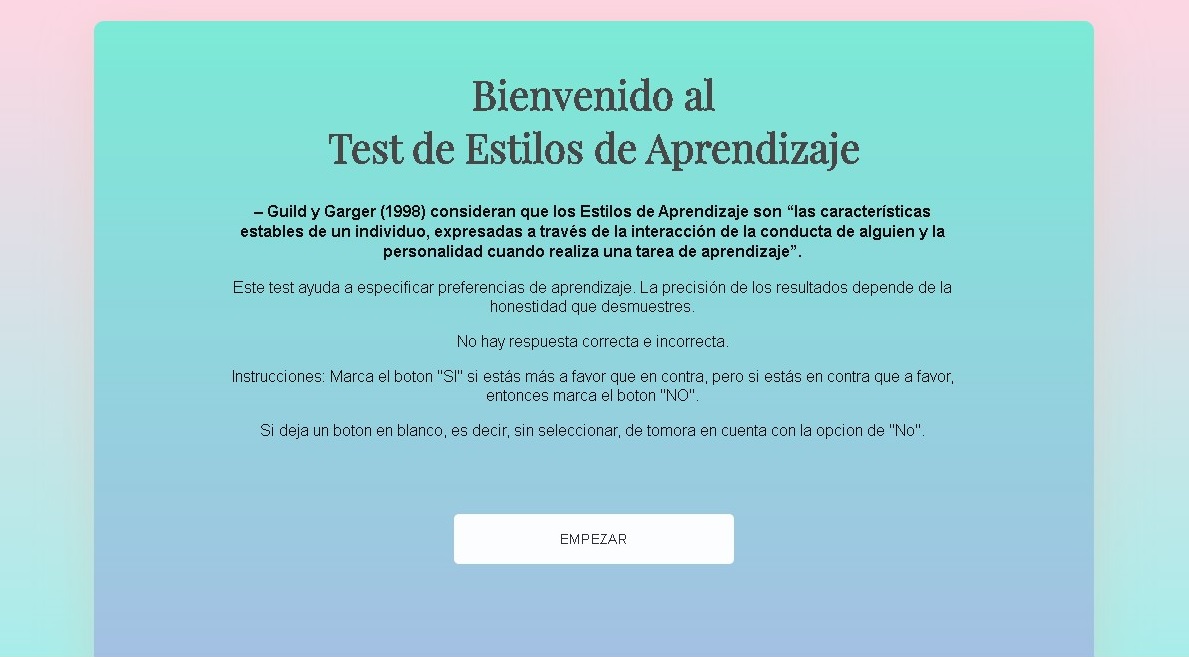 Bienvenido al
Test de Estilos de Aprendizaje
– Guild y Garger (1998) consideran que los Estilos de Aprendizaje son “las características
estables de un individuo, expresadas a través de la interacción de la conducta de alguien y la
personalidad cuando realiza una tarea de aprendizaje”.
Este test ayuda a especificar preferencias de aprendizaje. La precisión de los resultados depende de la
honestidad que desmuestres.
No hay respuesta correcta e incorrecta.
Instrucciones: Marca el boton "SI" si estás más a favor que en contra, pero si estás en contra que a favor,
entonces marca el boton "NO".
Si deja un boton en blanco, es decir, sin seleccionar, de tomora en cuenta con la opcion de "No".
EMPEZAR